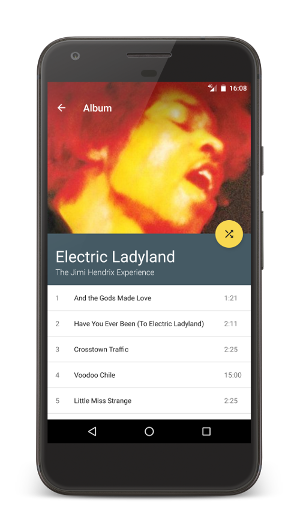 16:08
Album
Electric Ladyland
The Jimi Hendrix Experience
1 And the Gods Made Love 1:21
2 Have You Ever Been (To Electric Ladyland) 2:11
3 Crosstown Traffic 2:25
4 Voodoo Chile 15:00
5 Little Miss Strange 2:25